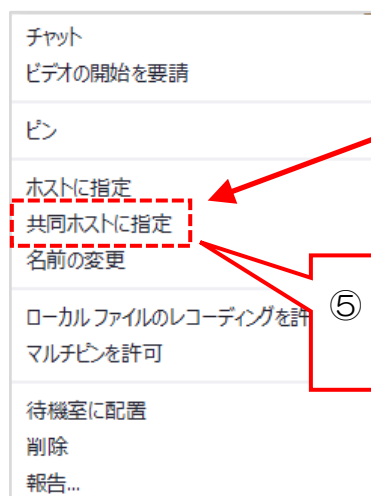 チャット
ビデオの開始を要請
ピン
ホストに指定
共同ホストに指定
名前の変更
ローカル ファイルのレコーディングを許
⑤
マルチピンを許可
待機室に配置
削除
報告...